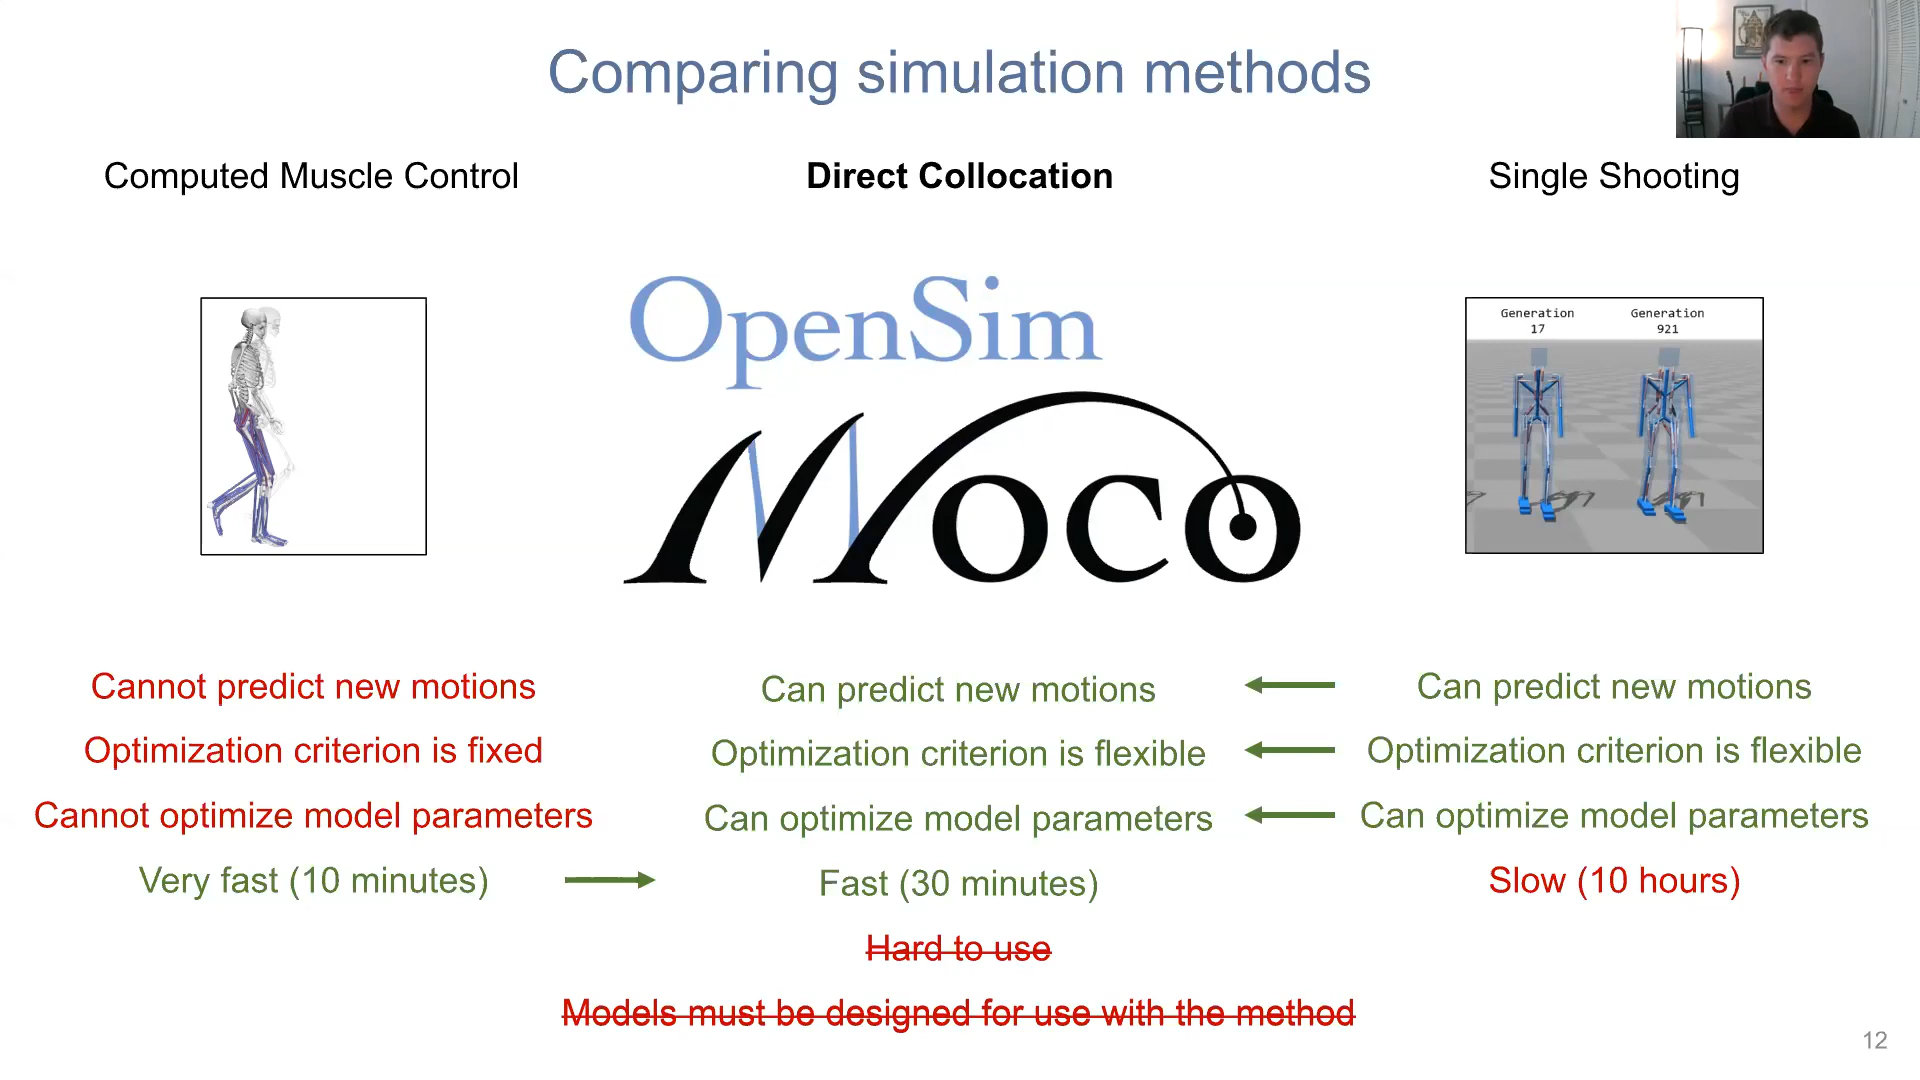 Comparing simulation methods
Computed Muscle Control
Direct Collocation
Single Shooting
OpenSim
Moco
Generation
17
Generation
921
Cannot predict new motions
Can predict new motions
Can predict new motions
Optimization criterion is fixed
Optimization criterion is flexible
Optimization criterion is flexible
Cannot optimize model parameters
Can optimize model parameters
Can optimize model parameters
Very fast (10 minutes)
Fast (30 minutes)
Slow (10 hours)
Hard to use
Models must be designed for use with the method
12